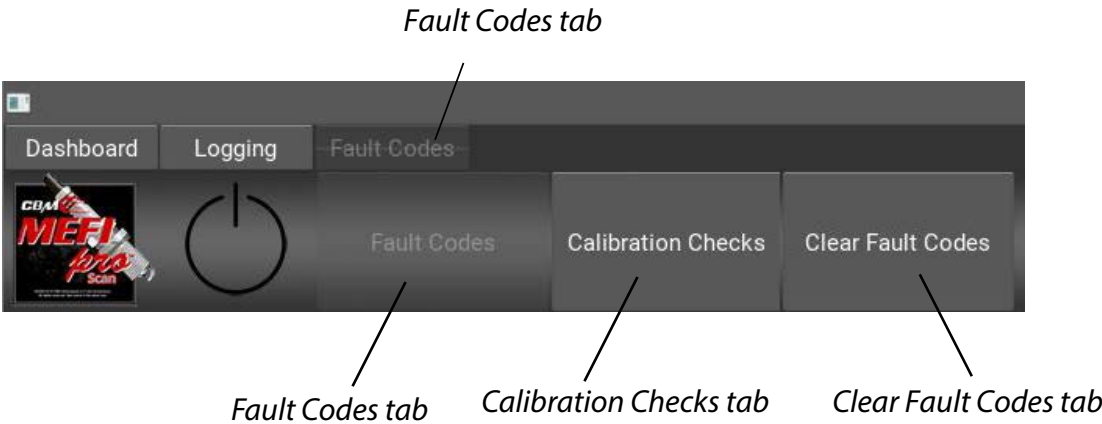 Fault Codes tab
Dashboard Logging Fault Codes
CBM
MEFI
pro
Scan
Fault Codes Calibration Checks Clear Fault Codes
Fault Codes tab Calibration Checks tab Clear Fault Codes tab